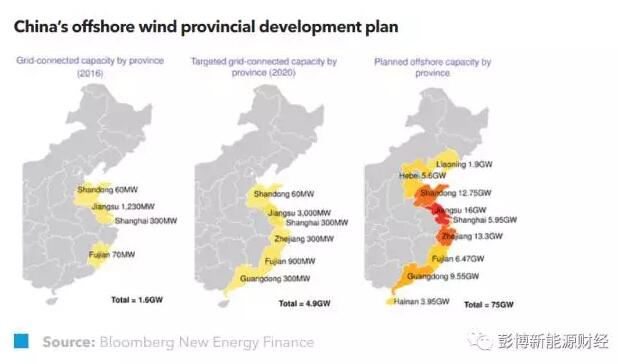 China's offshore wind provincial development plan
Grid-connected capacity by province
(2016)
Shandong 60MW
Jiangsu 1,230MW
Shanghai 300MW
Fujian 70MW
Total = 1.6GW
Targeted grid-connected capacity by
province (2020)
Shandong 60MW
Jiangsu 3,000MW
Shanghai 300MW
Zhejiang 300MW
Fujian 900MW
Guangdong 300MW
Total = 4.9GW
Planned offshore capacity by
province
Liaoning 1.9GW
Hebei 5.6GW
Shandong 12.75GW
Jiangsu 16GW
Shanghai 5.95GW
Zhejiang 13.3GW
Fujian 6.47GW
Guangdong 9.55GW
Hainan 3.95GW
Total = 75GW
Source: Bloomberg New Energy Finance
彭博新能源财经